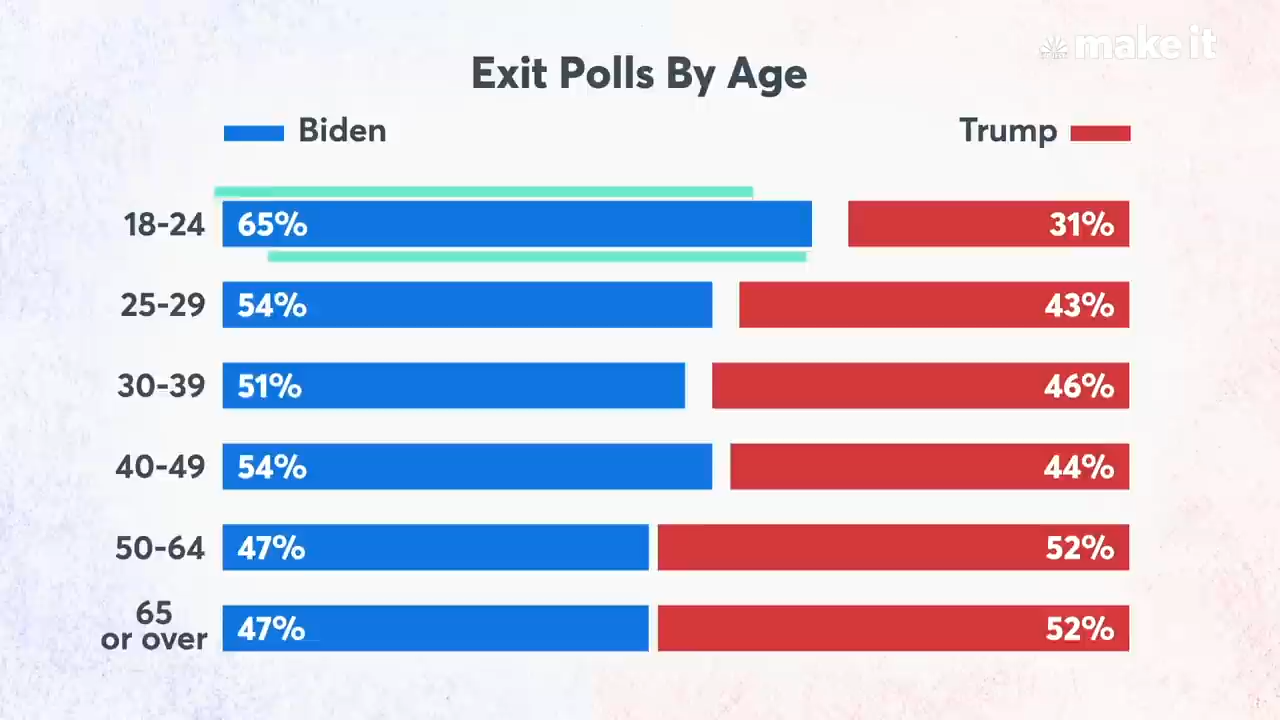 make it
Exit Polls By Age
Biden
Trump
18-24 65% 31%
25-29 54% 43%
30-39 51% 46%
40-49 54% 44%
50-64 47% 52%
65
or over 47% 52%